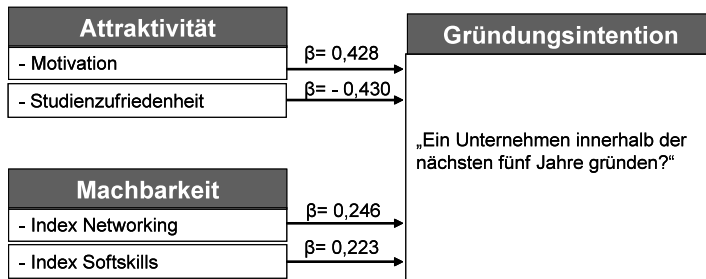 Attraktivität
- Motivation
- Studienzufriedenheit
β= 0,428
β= - 0,430
Gründungsintention
„Ein Unternehmen innerhalb der
nächsten fünf Jahre gründen?“
Machbarkeit
- Index Networking
- Index Softskills
β= 0,246
β= 0,223